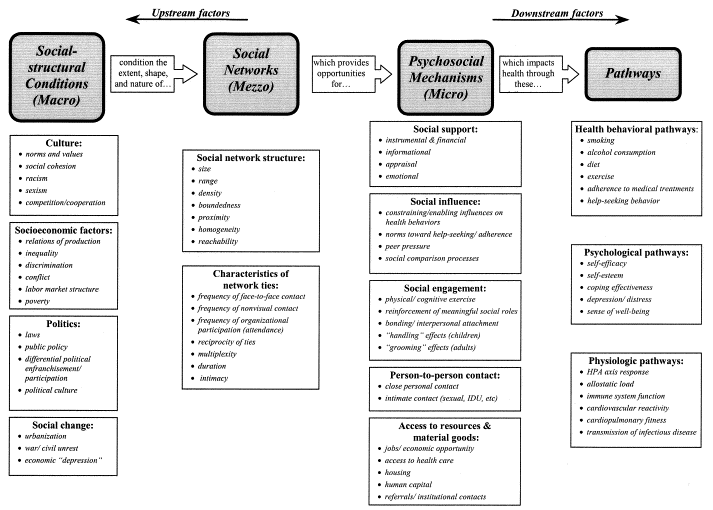 Upstream factors
Downstream factors
Social-
structural
Conditions
(Macro)
condition the
extent, shape,
and nature of…
Social
Networks
(Mezzo)
which provides
opportunities
for…
Psychosocial
Mechanisms
(Micro)
which impacts
health through
these…
Pathways
Culture:
• norms and values
• social cohesion
• racism
• sexism
• competition/cooperation
Socioeconomic factors:
• relations of production
• inequality
• discrimination
• conflict
• labor market structure
• poverty
Politics:
• laws
• public policy
• differential political
enfranchisement/
participation
• political culture
Social change:
• urbanization
• war/ civil unrest
• economic “depression”
Social network structure:
• size
• range
• density
• boundedness
• proximity
• homogeneity
• reachability
Characteristics of
network ties:
• frequency of face-to-face contact
• frequency of nonvisual contact
• frequency of organizational
participation (attendance)
• reciprocity of ties
• multiplexity
• duration
• intimacy
Social support:
• instrumental & financial
• informational
• appraisal
• emotional
Social influence:
• constraining/enabling influences on
health behaviors
• norms toward help-seeking/ adherence
• peer pressure
• social comparison processes
Social engagement:
• physical/ cognitive exercise
• reinforcement of meaningful social roles
• bonding/ interpersonal attachment
• “handling” effects (children)
• “grooming” effects (adults)
Person-to-person contact:
• close personal contact
• intimate contact (sexual, IDU, etc)
Access to resources &
material goods:
• jobs/ economic opportunity
• access to health care
• housing
• human capital
• referrals/ institutional contacts
Health behavioral pathways:
• smoking
• alcohol consumption
• diet
• exercise
• adherence to medical treatments
• help-seeking behavior
Psychological pathways:
• self-efficacy
• self-esteem
• coping effectiveness
• depression/ distress
• sense of well-being
Physiologic pathways:
• HPA axis response
• allostatic load
• immune system function
• cardiovascular reactivity
• cardiopulmonary fitness
• transmission of infectious disease